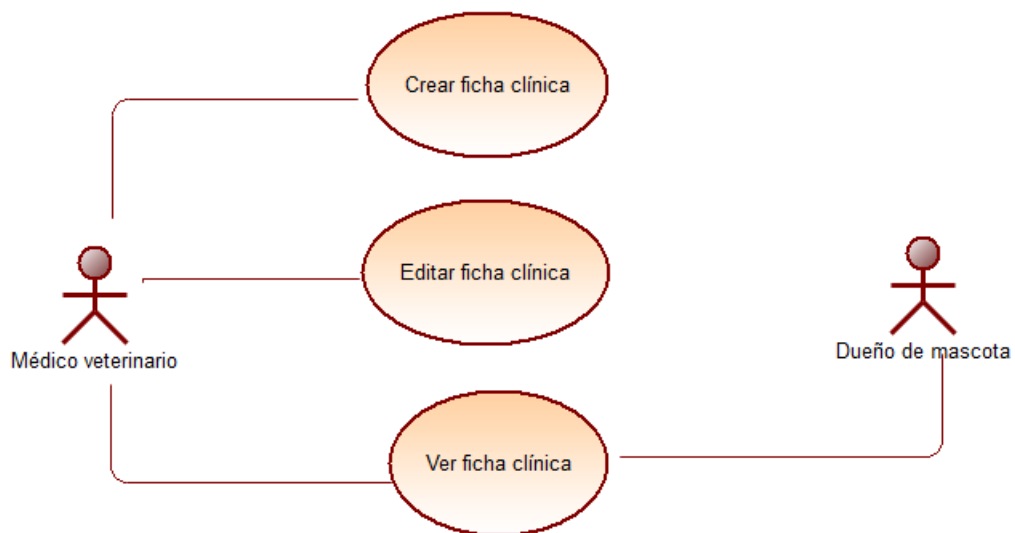 Crear ficha clínica
Editar ficha clínica
Médico veterinario
Dueño de mascota
Ver ficha clínica